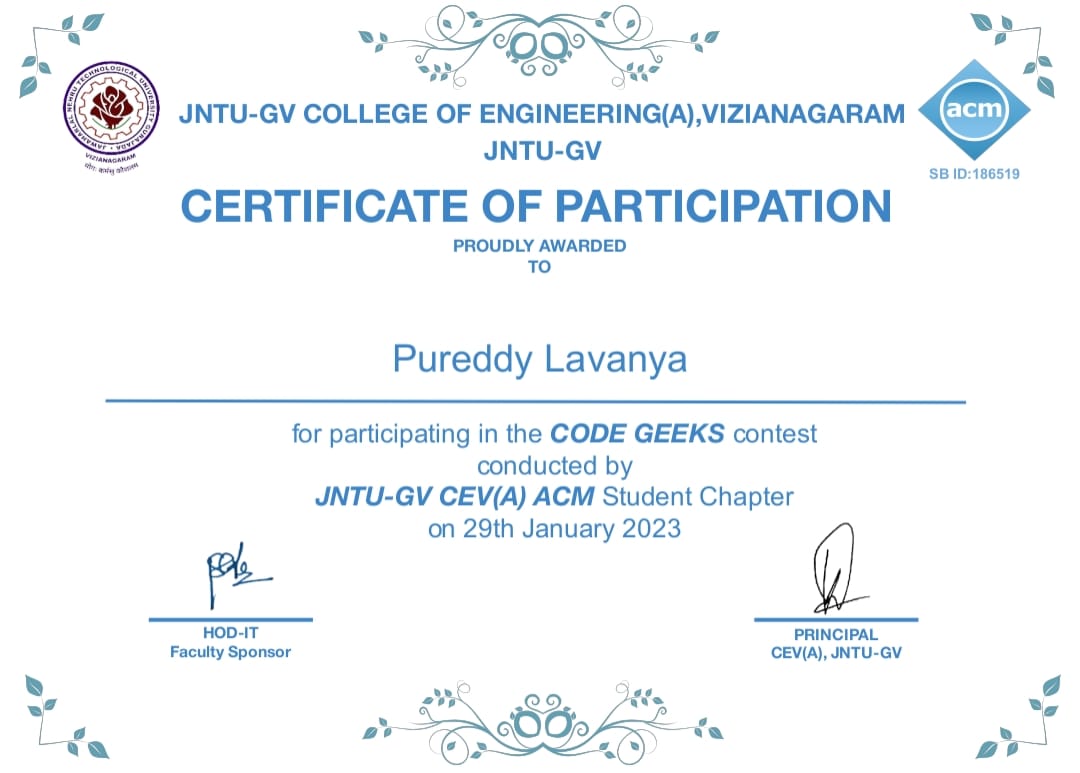 JAWAHARLAL NEHRU TECHNOLOGICAL UNIVERSITY GURAJADA
VIZIANAGARAM
योगः कर्मसु कौशलम्
JNTU-GV COLLEGE OF ENGINEERING(A),VIZIANAGARAM
JNTU-GV
acm
SB ID:186519
CERTIFICATE OF PARTICIPATION
PROUDLY AWARDED
TO
Pureddy Lavanya
for participating in the CODE GEEKS contest
conducted by
JNTU-GV CEV(A) ACM Student Chapter
on 29th January 2023
HOD-IT
Faculty Sponsor
PRINCIPAL
CEV(A), JNTU-GV